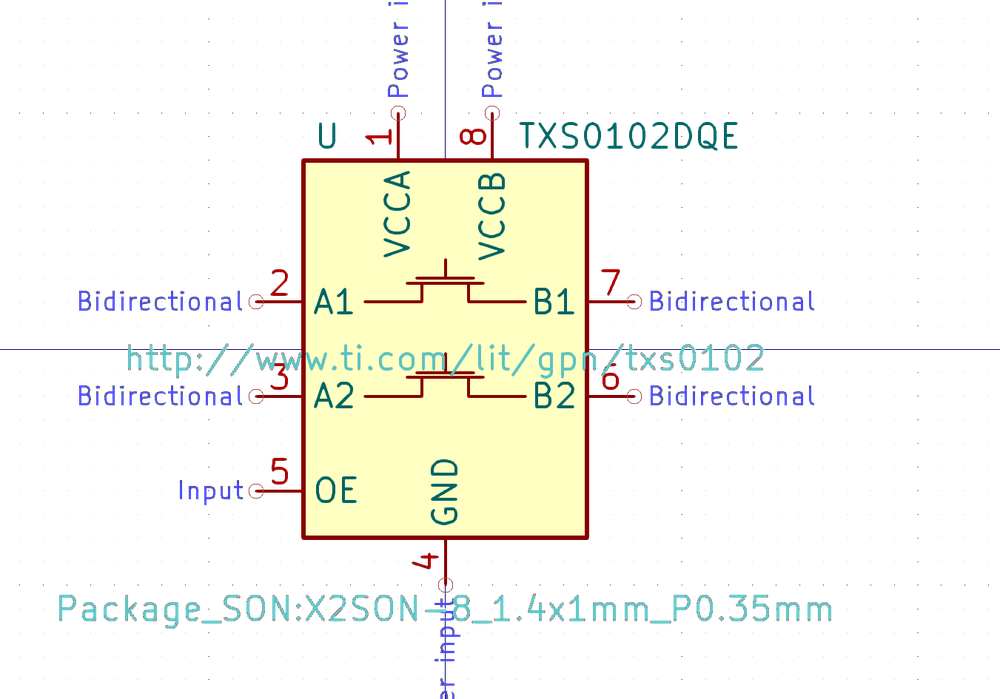 Power i
Power i
U
1
8
TXS0102DQE
VCCA
VCCB
2
7
Bidirectional
A1
B1
Bidirectional
http://www.ti.com/lit/gpn/txs0102
3
6
Bidirectional
A2
B2
Bidirectional
5
Input
OE
GND
4
Package_SON:X2SON-8_1.4x1mm_P0.35mm
er input